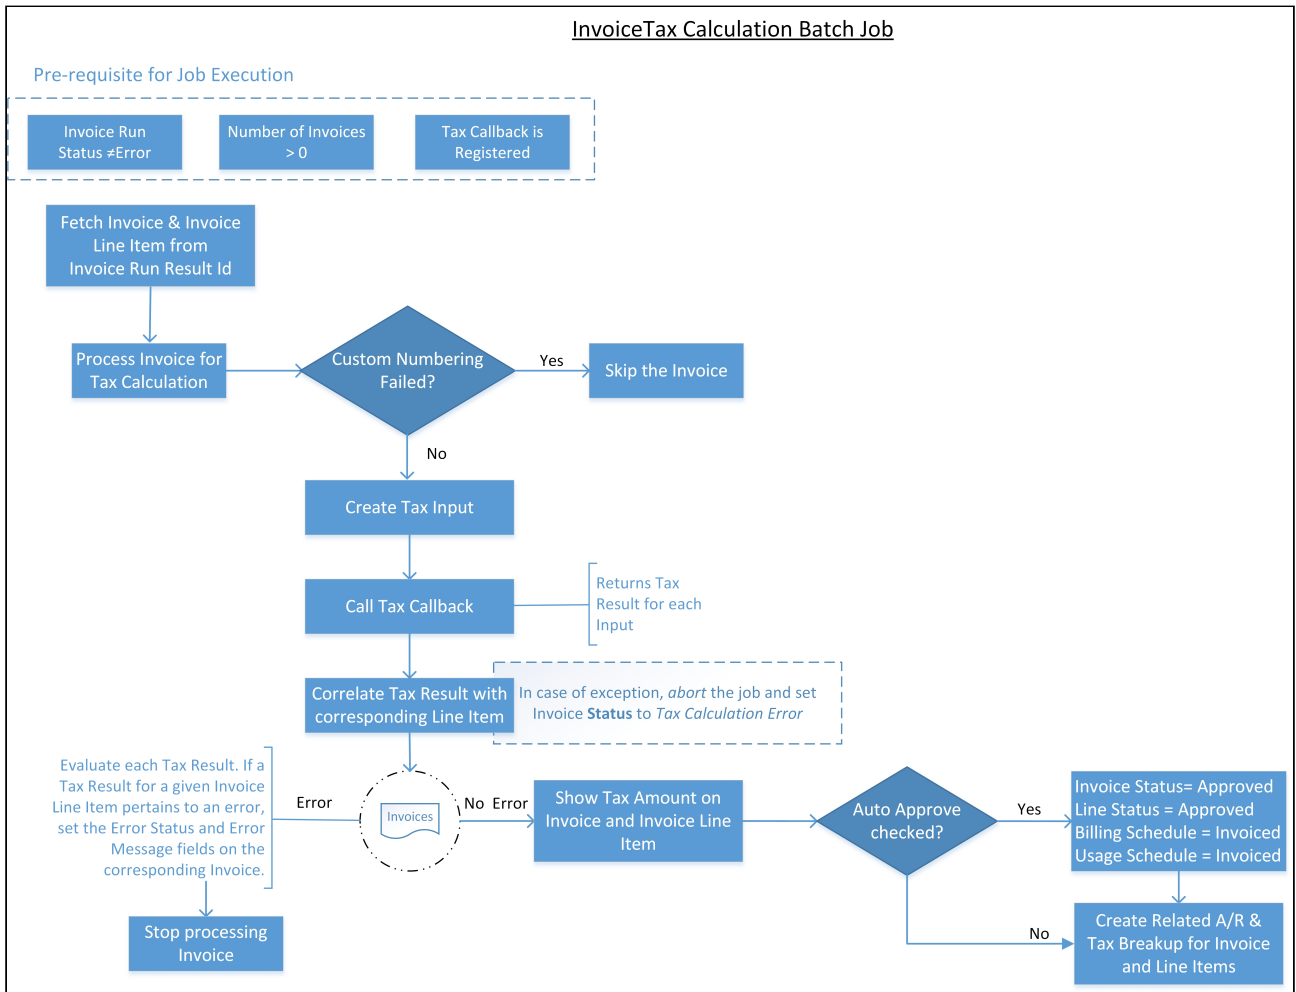 InvoiceTax Calculation Batch Job
Pre-requisite for Job Execution
Invoice Run
Status ≠Error
Number of Invoices
> 0
Tax Callback is
Registered
Fetch Invoice & Invoice
Line Item from
Invoice Run Result Id
Process Invoice for
Tax Calculation
Custom Numbering
Failed?
Yes
Skip the Invoice
No
Create Tax Input
Call Tax Callback
Returns Tax
Result for each
Input
Correlate Tax Result with
corresponding Line Item
In case of exception, abort the job and set
Invoice Status to Tax Calculation Error
Evaluate each Tax Result. If a
Tax Result for a given Invoice
Line Item pertains to an error,
set the Error Status and Error
Message fields on the
corresponding Invoice.
Error
Invoices
No Error
Show Tax Amount on
Invoice and Invoice Line
Item
Auto Approve
checked?
Yes
Invoice Status= Approved
Line Status = Approved
Billing Schedule = Invoiced
Usage Schedule = Invoiced
Stop processing
Invoice
No
Create Related A/R &
Tax Breakup for Invoice
and Line Items